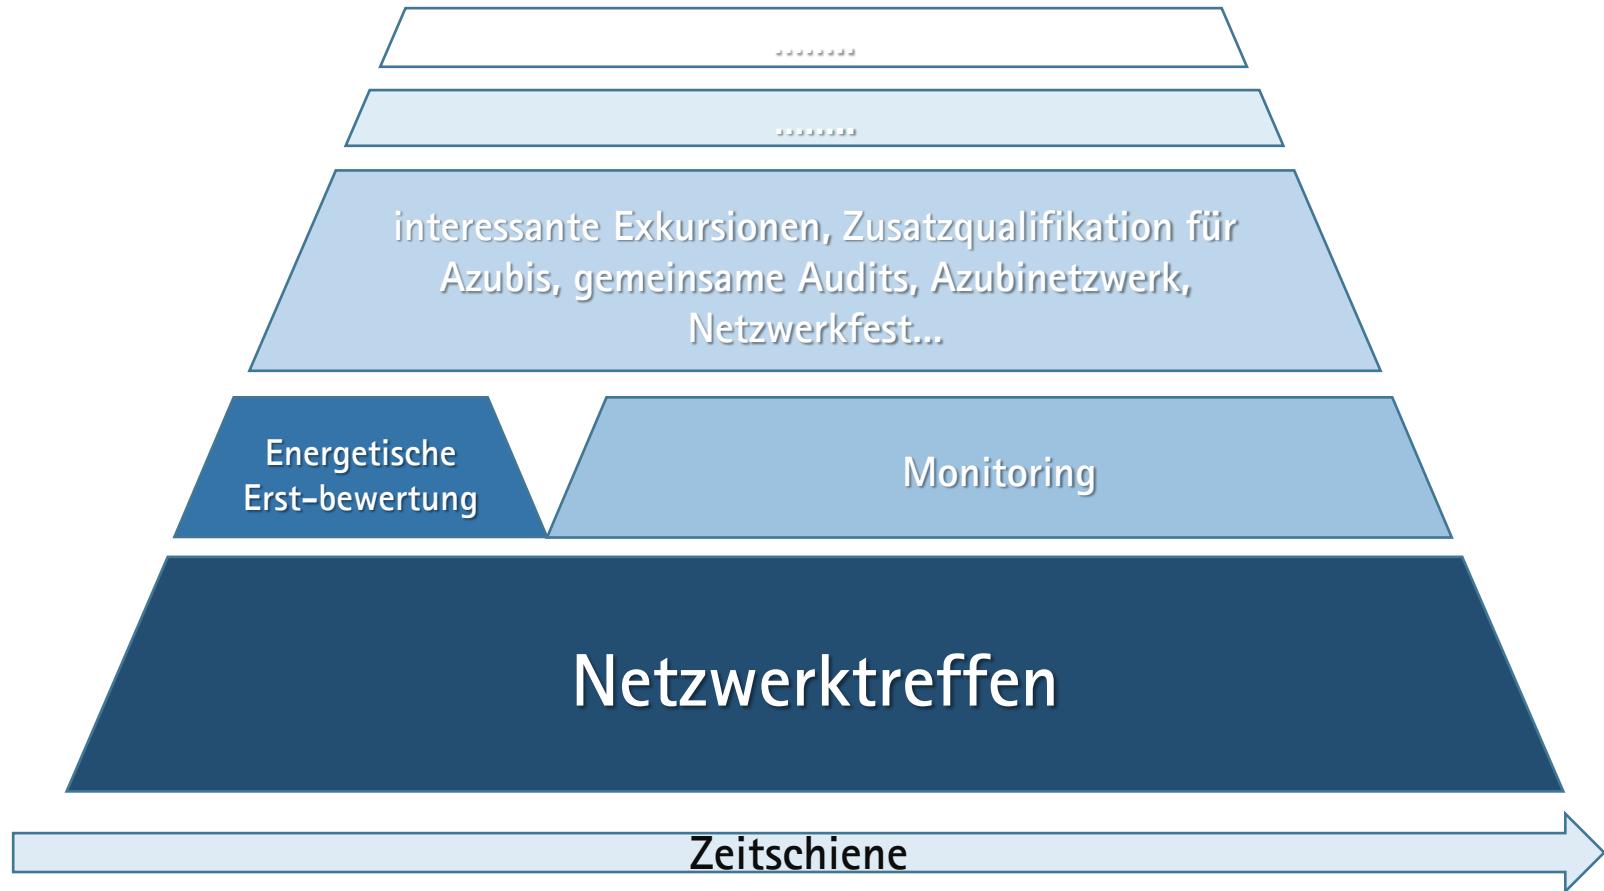 ........
........
interessante Exkursionen, Zusatzqualifikation für
Azubis, gemeinsame Audits, Azubinetzwerk,
Netzwerkfest...
Energetische
Erst-bewertung
Monitoring
Netzwerktreffen
Zeitschiene